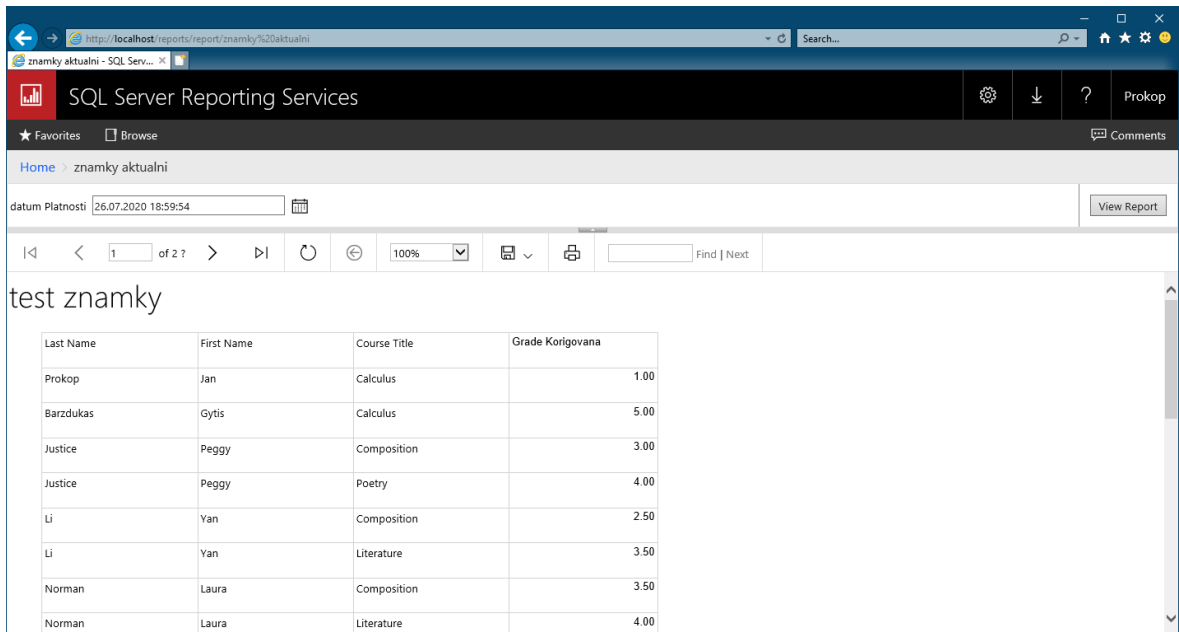 http://localhost/reports/report/znamky%20aktualni Search...
znamky aktualni - SQL Serv...
SQL Server Reporting Services ? Prokop
Favorites Browse Comments
Home > znamky aktualni
datum Platnosti 26.07.2020 18:59:54 View Report
1 of 2 ? 100% Find | Next
test znamky
Last Name First Name Course Title Grade Korigovana
Prokop Jan Calculus 1.00
Barzdukas Gytis Calculus 5.00
Justice Peggy Composition 3.00
Justice Peggy Poetry 4.00
Li Yan Composition 2.50
Li Yan Literature 3.50
Norman Laura Composition 3.50
Norman Laura Literature 4.00